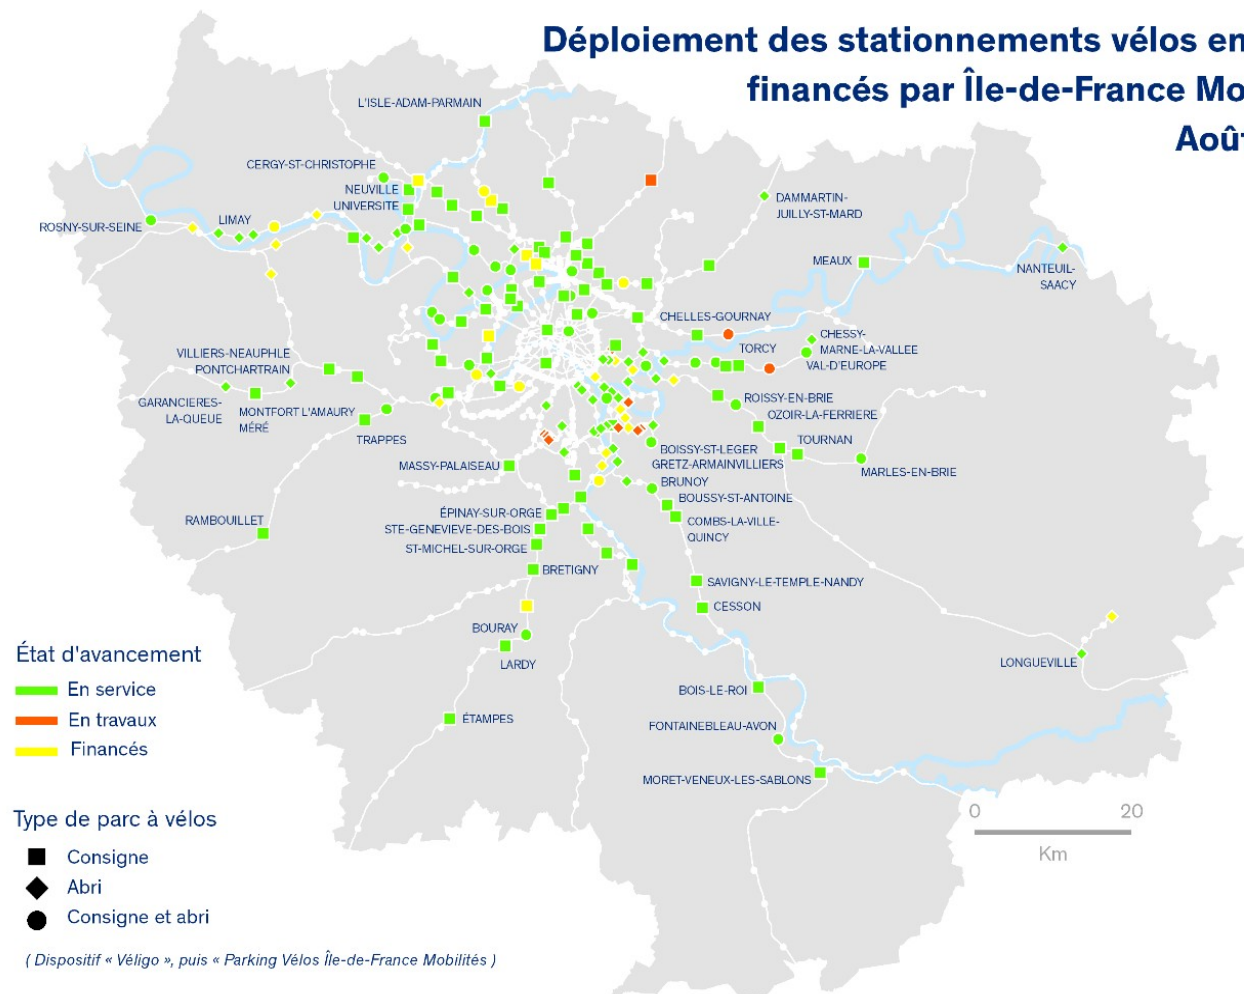 Déploiement des stationnements vélos en
financés par Île-de-France Mo
Août
L'ISLE-ADAM-PARMAIN
CERGY-ST-CHRISTOPHE
NEUVILLE
UNIVERSITE
DAMMARTIN-
JUILLY-ST-MARD
ROSNY-SUR-SEINE
LIMAY
MEAUX
NANTEUIL-
SAACY
CHELLES-GOURNAY
CHESSY-
MARNE-LA-VALLEE
VAL-D'EUROPE
TORCY
VILLIERS-NEAUPHLE
PONTCHARTRAIN
GARANCIERES-
LA-QUEUE
MONTFORT L'AMAURY
MÉRÉ
TRAPPES
ROISSY-EN-BRIE
OZOIR-LA-FERRIERE
TOURNAN
BOISSY-ST-LEGER
GRETZ-ARMAINVILLIERS
MARLES-EN-BRIE
MASSY-PALAISEAU
BRUNOY
BOUSSY-ST-ANTOINE
COMBS-LA-VILLE-
QUINCY
RAMBOUILLET
ÉPINAY-SUR-ORGE
STE-GENEVIEVE-DES-BOIS
ST-MICHEL-SUR-ORGE
BRETIGNY
SAVIGNY-LE-TEMPLE-NANDY
CESSON
BOURAY
LARDY
LONGUEVILLE
BOIS-LE-ROI
ÉTAMPES
FONTAINEBLEAU-AVON
MORET-VENEUX-LES-SABLONS
État d'avancement
En service
En travaux
Financés
Type de parc à vélos
Consigne
Abri
Consigne et abri
( Dispositif « Véligo », puis « Parking Vélos Île-de-France Mobilités )
0 20
Km